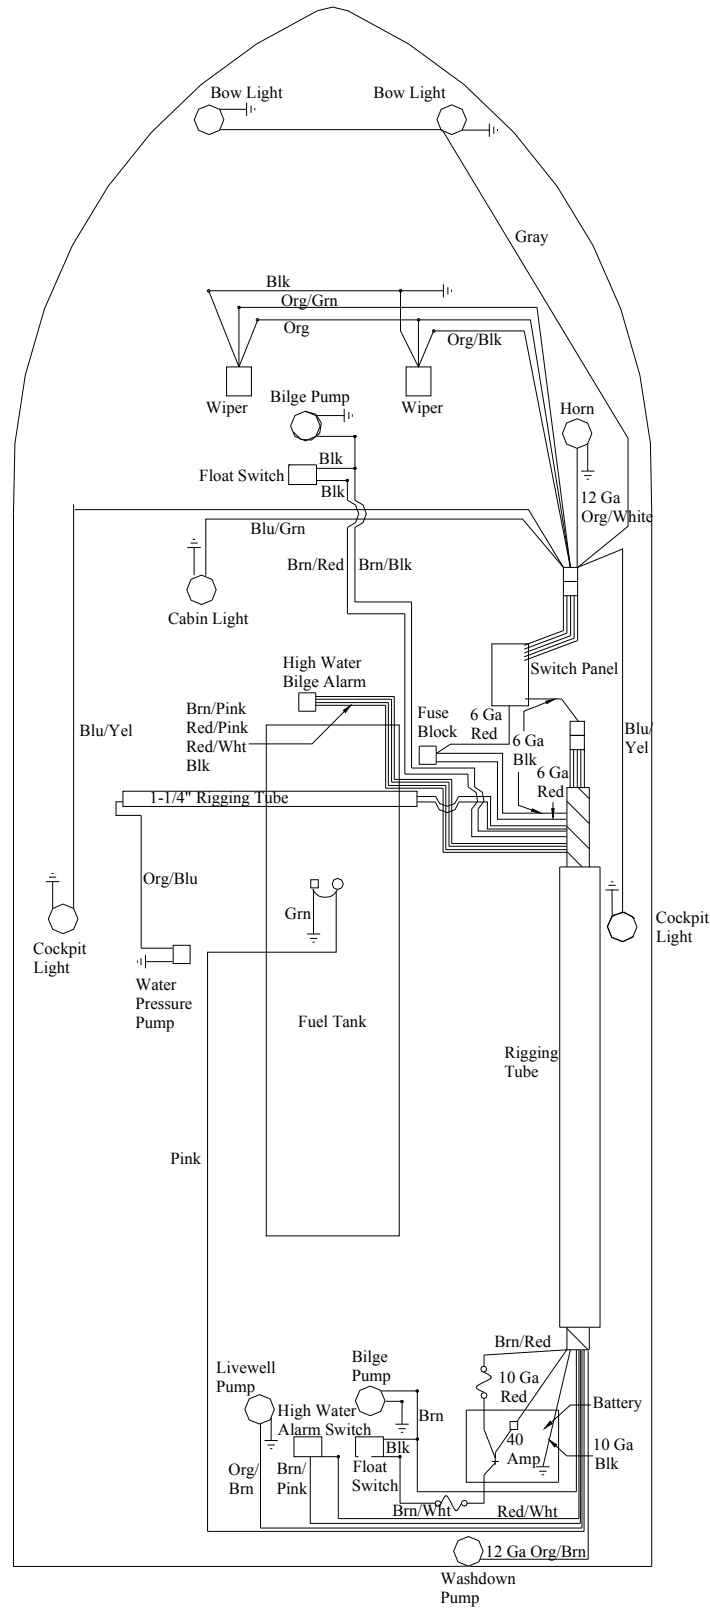 Bow Light
Bow Light
Gray
Blk
Org/Grn
Org
Org/Blk
Wiper
Wiper
Bilge Pump
Horn
Blk
Float Switch
Blk
12 Ga
Org/White
Blu/Grn
Brn/Red
Brn/Blk
Cabin Light
High Water
Bilge Alarm
Switch Panel
Brn/Pink
Red/Pink
Red/Wht
Blk
Fuse
Block
6 Ga
Red
6 Ga
Blk
Blu/
Yel
Blu/Yel
6 Ga
Red
1-1/4" Rigging Tube
Org/Blu
Grn
Cockpit
Light
Cockpit
Light
Water
Pressure
Pump
Fuel Tank
Rigging
Tube
Pink
Brn/Red
Livewell
Pump
Bilge
Pump
10 Ga
Red
Battery
High Water
Alarm Switch
Brn
40
Amp
10 Ga
Blk
Blk
Org/
Brn
Brn/
Pink
Float
Switch
Brn/Wht
Red/Wht
12 Ga Org/Brn
Washdown
Pump